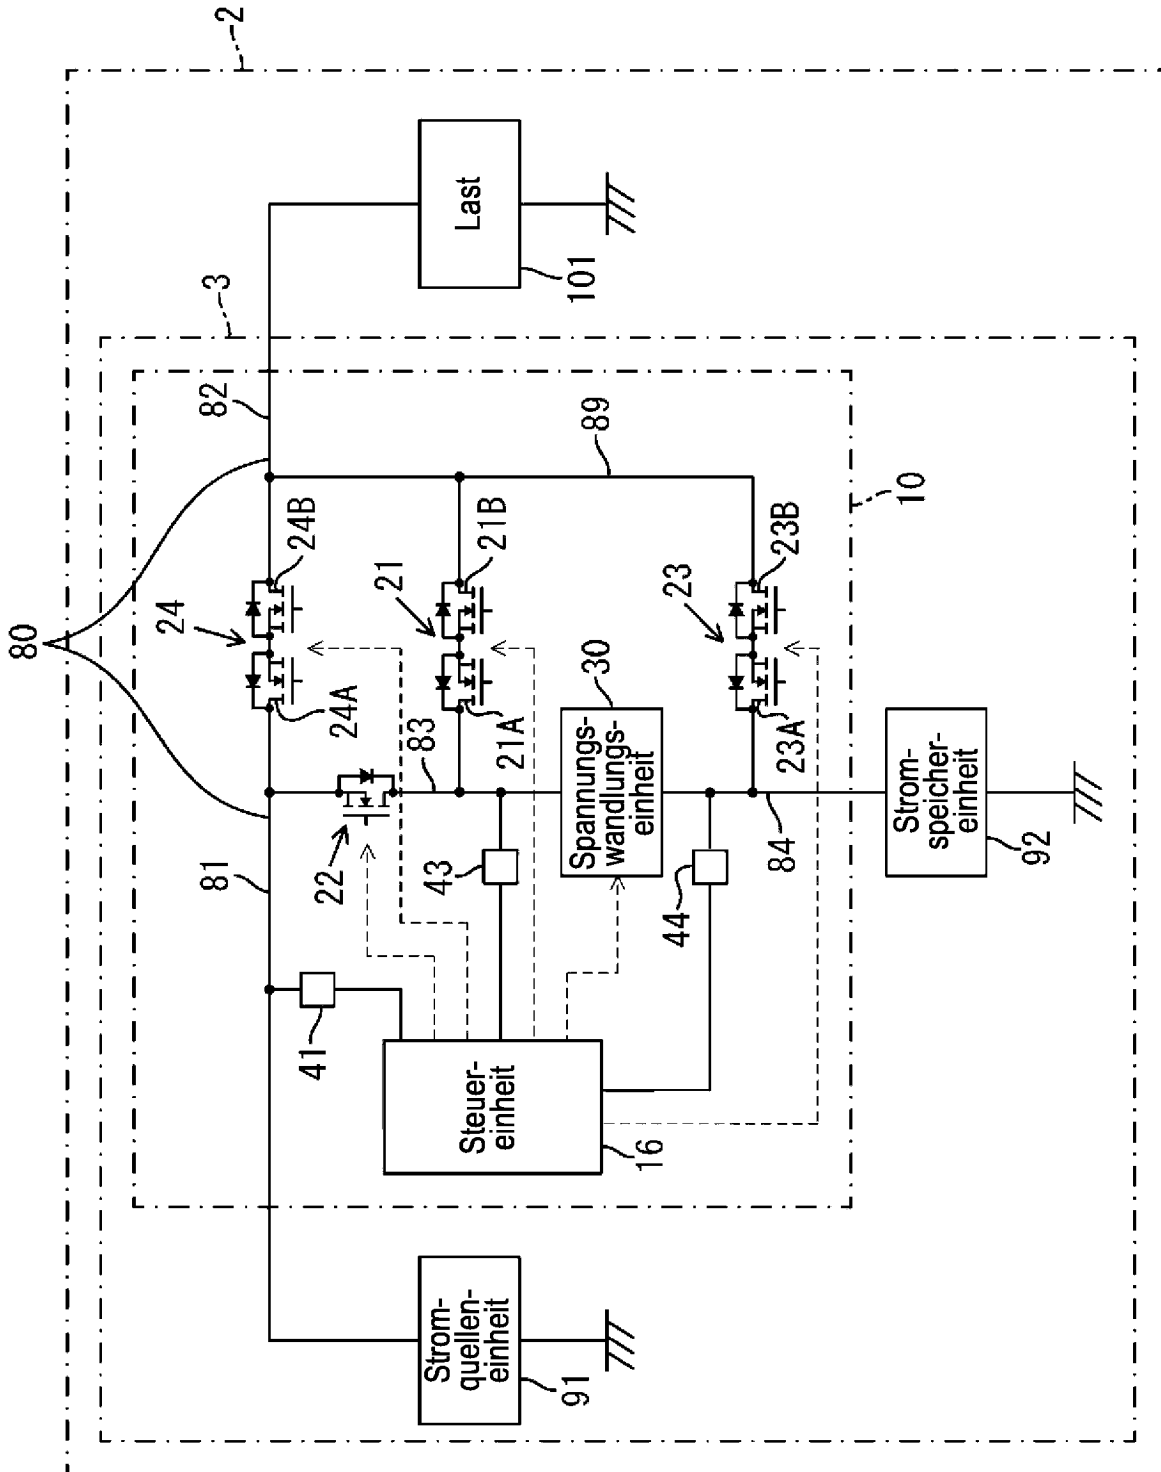 2
3
80
81
82
24
24A
24B
22
83
21
21A
21B
89
10
41
43
Last
101
Steuer-
einheit
16
Spannungs-
wandlungs-
einheit
30
44
23
23A
23B
84
Strom-
quellen-
einheit
91
Strom-
speicher-
einheit
92